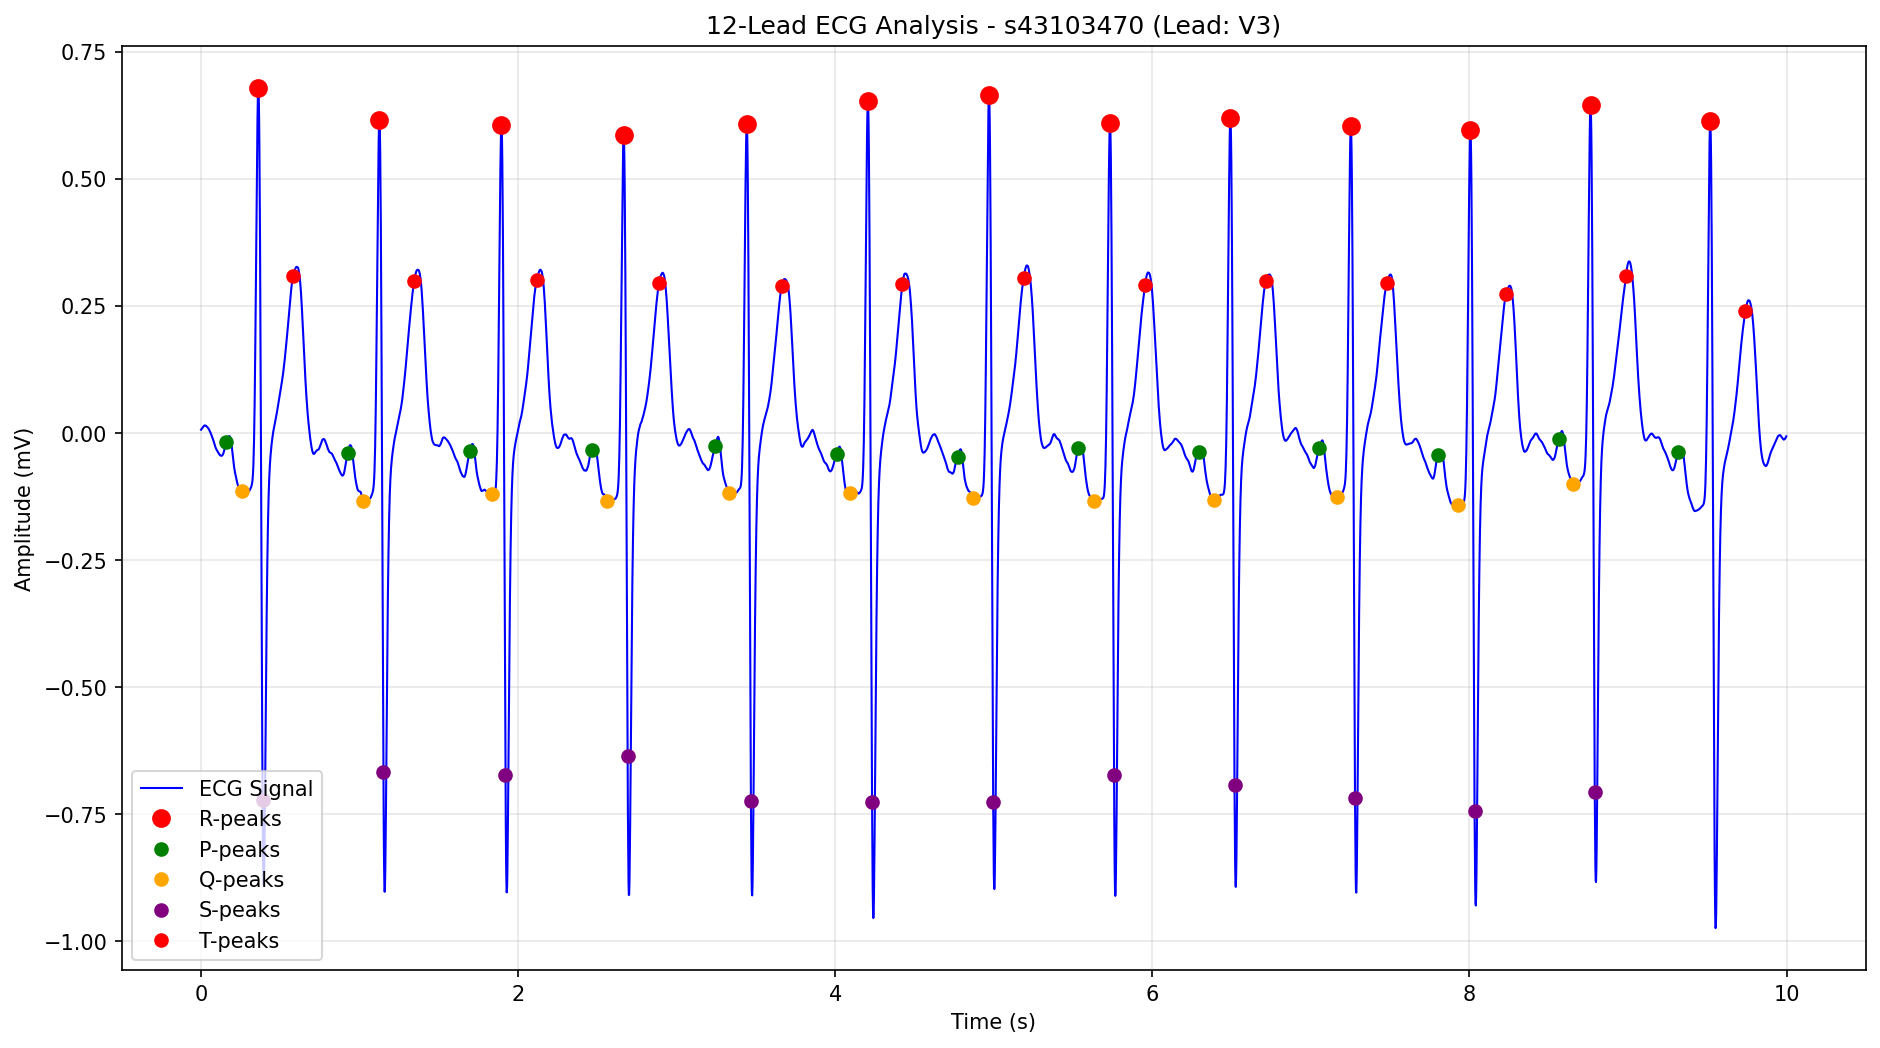 12-Lead ECG Analysis - s43103470 (Lead: V3)
Amplitude (mV)
0.75
0.50
0.25
0.00
−0.25
−0.50
−0.75
−1.00
ECG Signal
R-peaks
P-peaks
Q-peaks
S-peaks
T-peaks
0 2 4 6 8 10
Time (s)